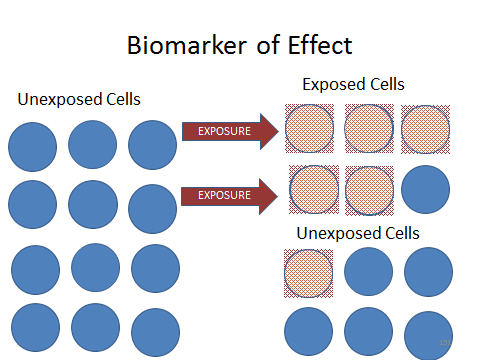 Biomarker of Effect
Unexposed Cells
Exposed Cells
EXPOSURE
EXPOSURE
Unexposed Cells